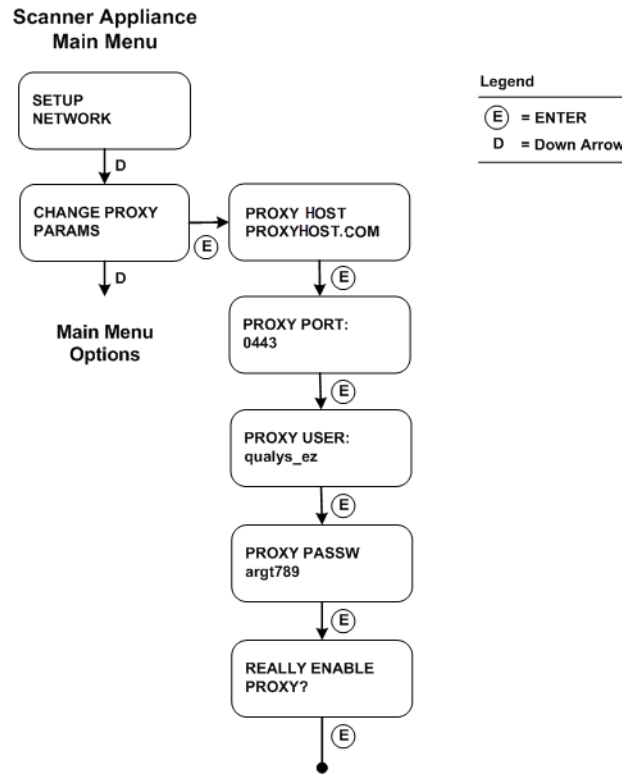 Scanner Appliance
Main Menu
SETUP
NETWORK
D
CHANGE PROXY
PARAMS
E
D
Main Menu
Options
PROXY HOST
PROXYHOST.COM
E
PROXY PORT:
0443
E
PROXY USER:
qualys_ez
E
PROXY PASSW
argt789
E
REALLY ENABLE
PROXY?
E
Legend
E = ENTER
D = Down Arrow